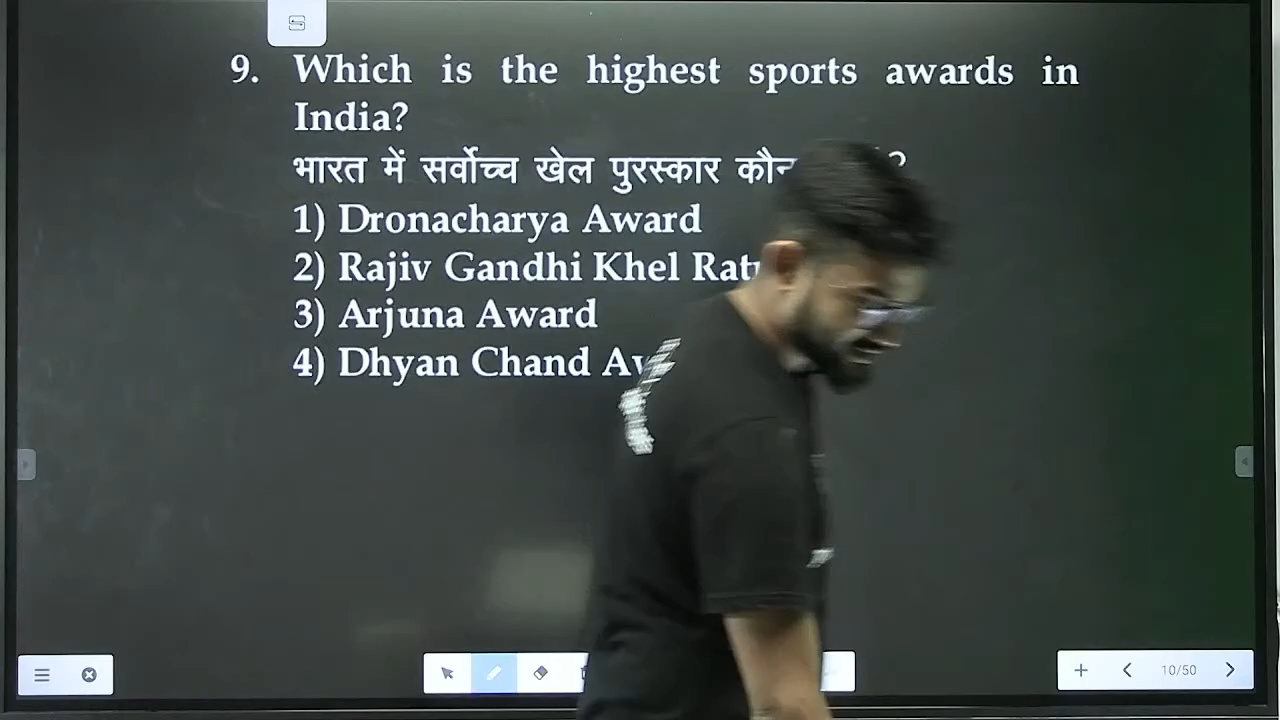 9. Which is the highest sports awards in
India?
भारत में सर्वोच्च खेल पुरस्कार
1) Dronacharya Award
2) Rajiv Gandhi Khel
3) Arjuna Award
4) Dhyan Chand
10/50